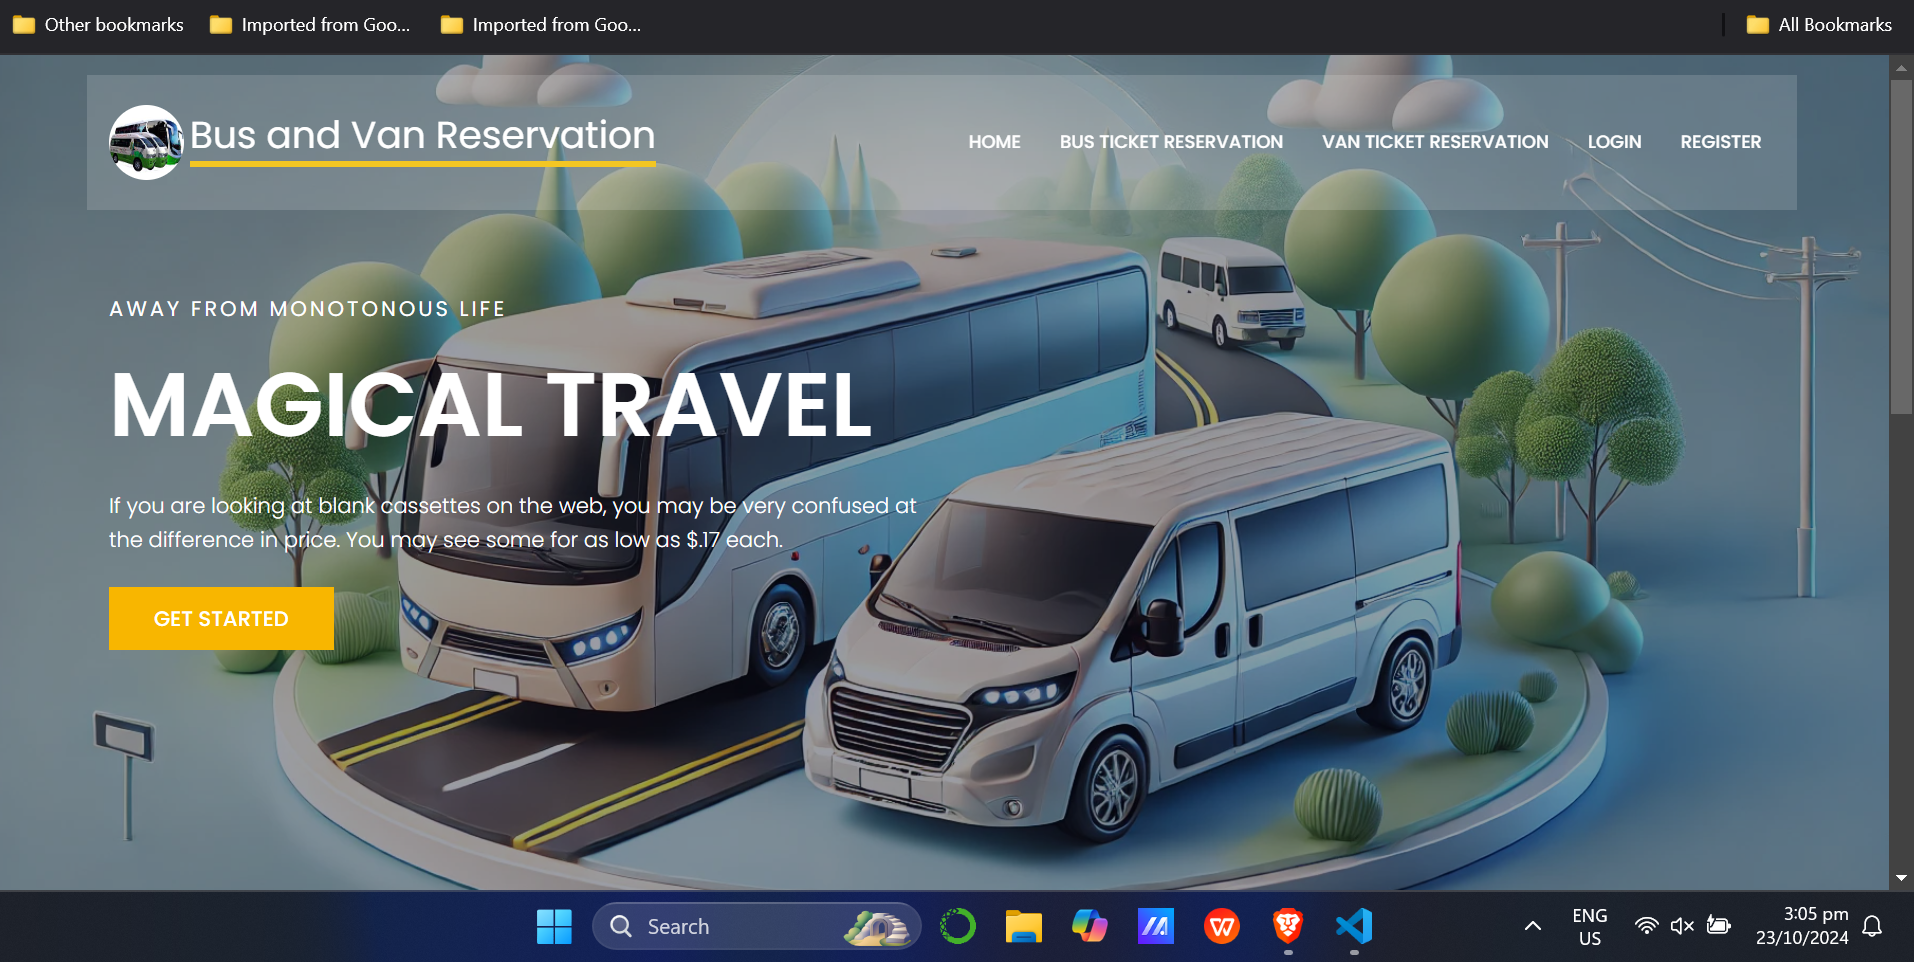 Other bookmarks
Imported from Goo...
Imported from Goo...
All Bookmarks
Bus and Van Reservation
HOME
BUS TICKET RESERVATION
VAN TICKET RESERVATION
LOGIN
REGISTER
AWAY FROM MONOTONOUS LIFE
MAGICAL TRAVEL
If you are looking at blank cassettes on the web, you may be very confused at
the difference in price. You may see some for as low as $.17 each.
GET STARTED
Search
ENG
US
3:05 pm
23/10/2024